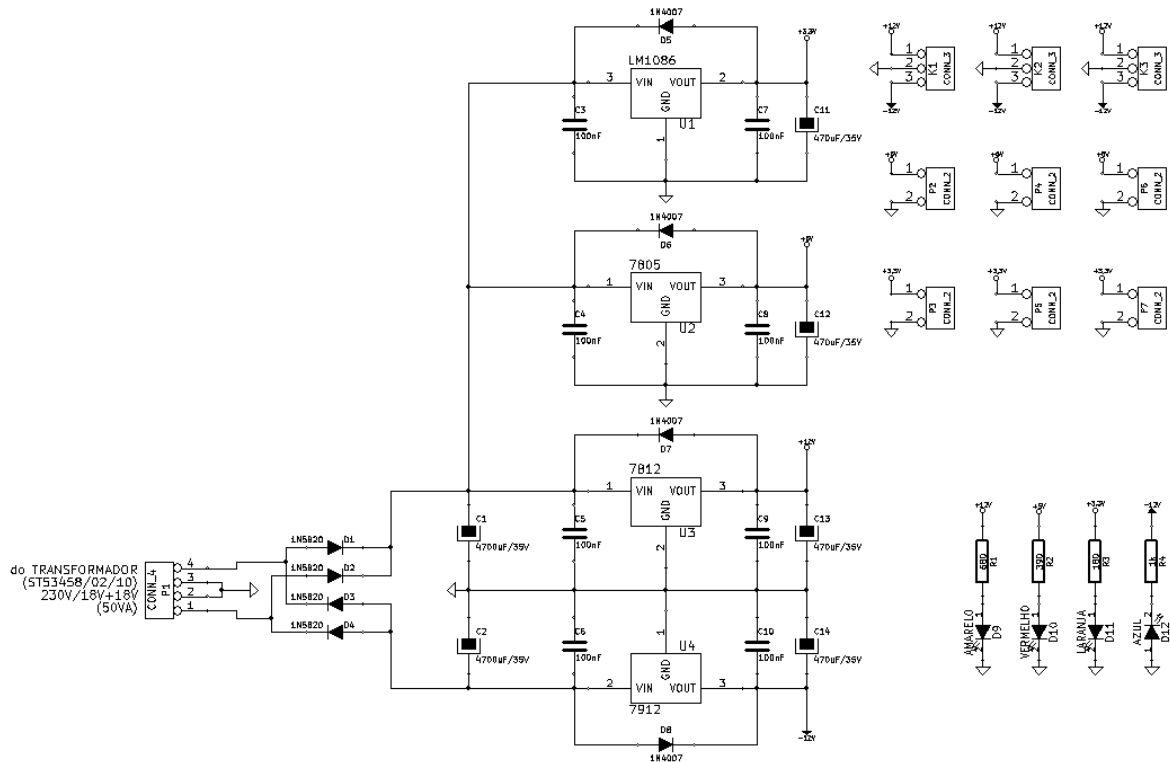 1N4007
D5
LM1086
3 VIN VOUT 2
GND
1
U1
C3
100nF
C7
100nF
C11
470uF/35V
+3,3V
1N4007
D6
7805
1 VIN VOUT 3
GND
2
U2
C4
100nF
C8
100nF
C12
470uF/35V
+5V
1N4007
D7
7812
1 VIN VOUT 3
GND
2
U3
C1
4700uF/35V
C5
100nF
C9
100nF
C13
470uF/35V
+12V
do TRANSFORMADOR
(ST53458/02/10)
230V/18V+18V
(50VA)
CONN_4
P1
4
3
2
1
1N5820 D1
1N5820 D2
1N5820 D3
1N5820 D4
C2
4700uF/35V
C6
100nF
C10
100nF
C14
470uF/35V
1
GND
U4
2 VIN VOUT 3
7912
D8
1N4007
-12V
+12V
1
2
3
K1
CONN_3
-12V
+12V
1
2
3
K2
CONN_3
-12V
+12V
1
2
3
K3
CONN_3
-12V
+5V
1
2
P2
CONN_2
+5V
1
2
P4
CONN_2
+5V
1
2
P6
CONN_2
+3,3V
1
2
P3
CONN_2
+3,3V
1
2
P5
CONN_2
+3,3V
1
2
P7
CONN_2
+12V
680
R1
AMARELO
1
2
D9
+5V
390
R2
VERMELHO
1
2
D10
+3,3V
180
R3
LARANJA
1
2
D11
-12V
1k
R4
AZUL
2
1
D12